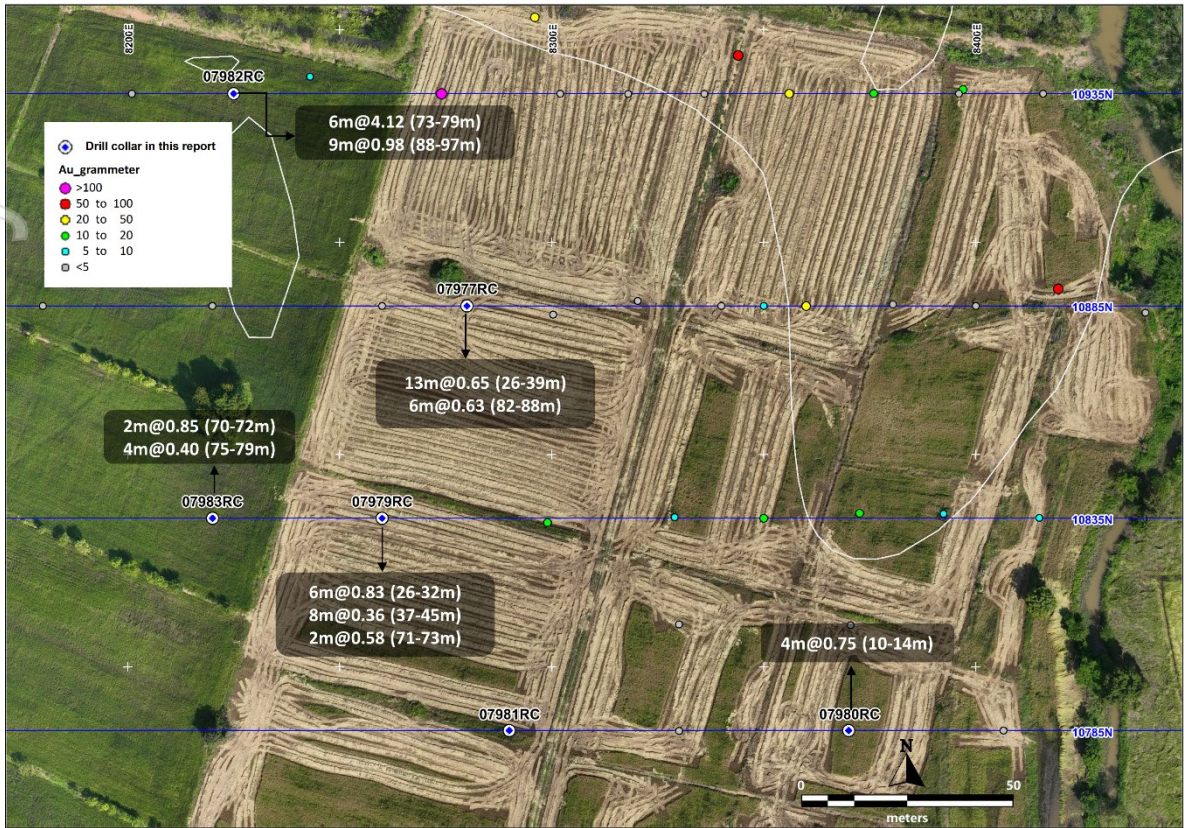 8200E
8300E
8400E
07982RC
10935N
6m@4.12 (73-79m)
9m@0.98 (88-97m)
Drill collar in this report
Au_grammeter
>100
50 to 100
20 to 50
10 to 20
5 to 10
<5
07977RC
10885N
13m@0.65 (26-39m)
6m@0.63 (82-88m)
2m@0.85 (70-72m)
4m@0.40 (75-79m)
07983RC
07979RC
10835N
6m@0.83 (26-32m)
8m@0.36 (37-45m)
2m@0.58 (71-73m)
4m@0.75 (10-14m)
07981RC
07980RC
10785N
N
0
50
meters